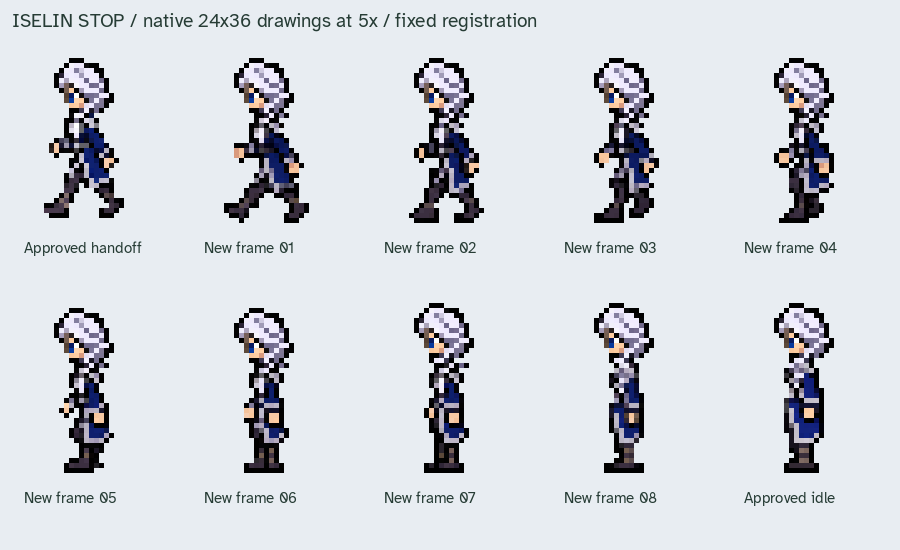 ISELIN STOP / native 24x36 drawings at 5x / fixed registration
Approved handoff
New frame 01
New frame 02
New frame 03
New frame 04
New frame 05
New frame 06
New frame 07
New frame 08
Approved idle